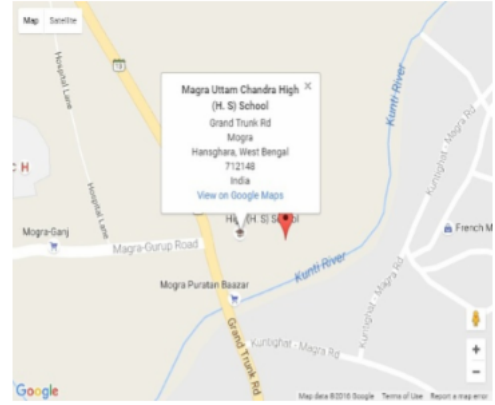 Map Satellite
Hospital Lane
Magra Uttam Chandra High
(H. S) School
Grand Trunk Rd
Mogra
Hansghara, West Bengal
712148
India
View on Google Maps
Kunti River
Kuntighat - Magra Rd
H
Hospital Lane
Mogra-Ganj
Magra-Gurup Road
(H. S)
French M
Mogra Puratan Baazar
Kunti River
Kuntighat - Magra Rd
Grand Trunk Rd
Kuntighat - Magra Rd
Google
Map data ©2016 Google Terms of Use Report a map error